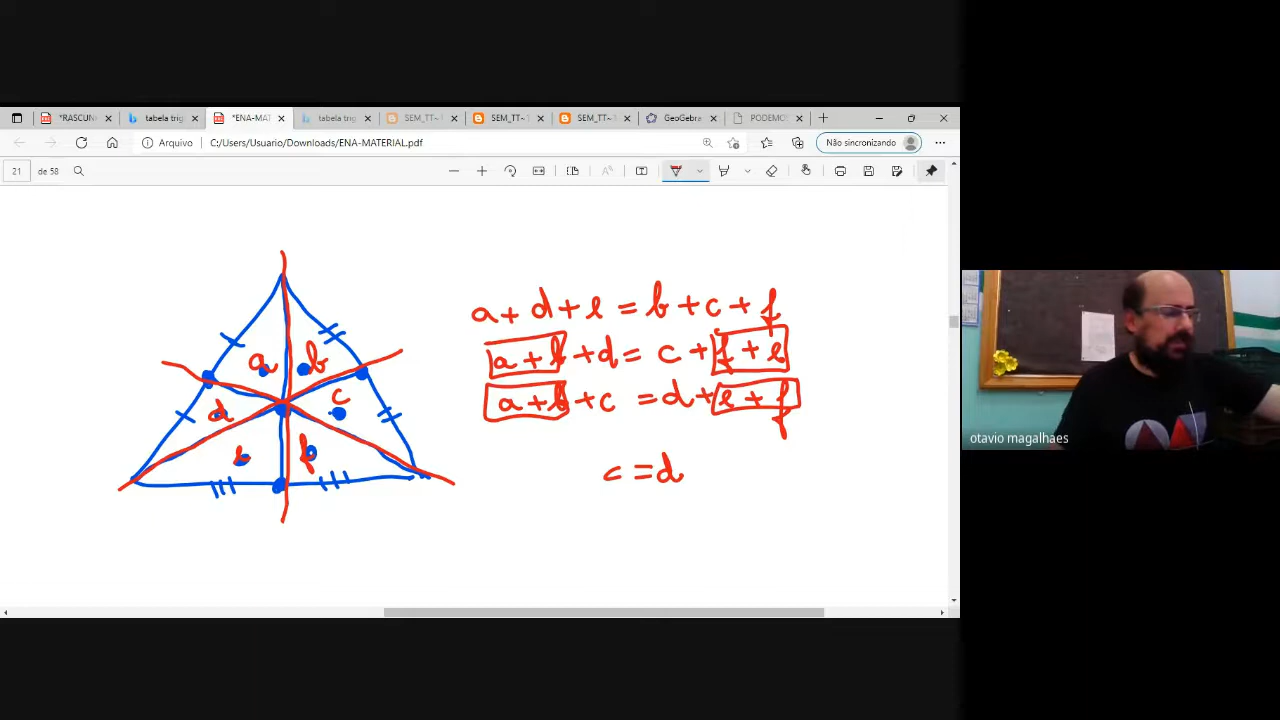 *RASCUN
tabela trig
*ENA-MAT
tabela trig
SEM_TT~
SEM_TT~
SEM_TT~
GeoGebra
PODEMOS
Arquivo
C:/Users/Usuario/Downloads/ENA-MATERIAL.pdf
Não sincronizando
21 de 58
a b
d c
e f
a + d + e = b + c + f
a + b + d = c + f + e
a + b + c = d + e + f
c = d
otavio magalhaes